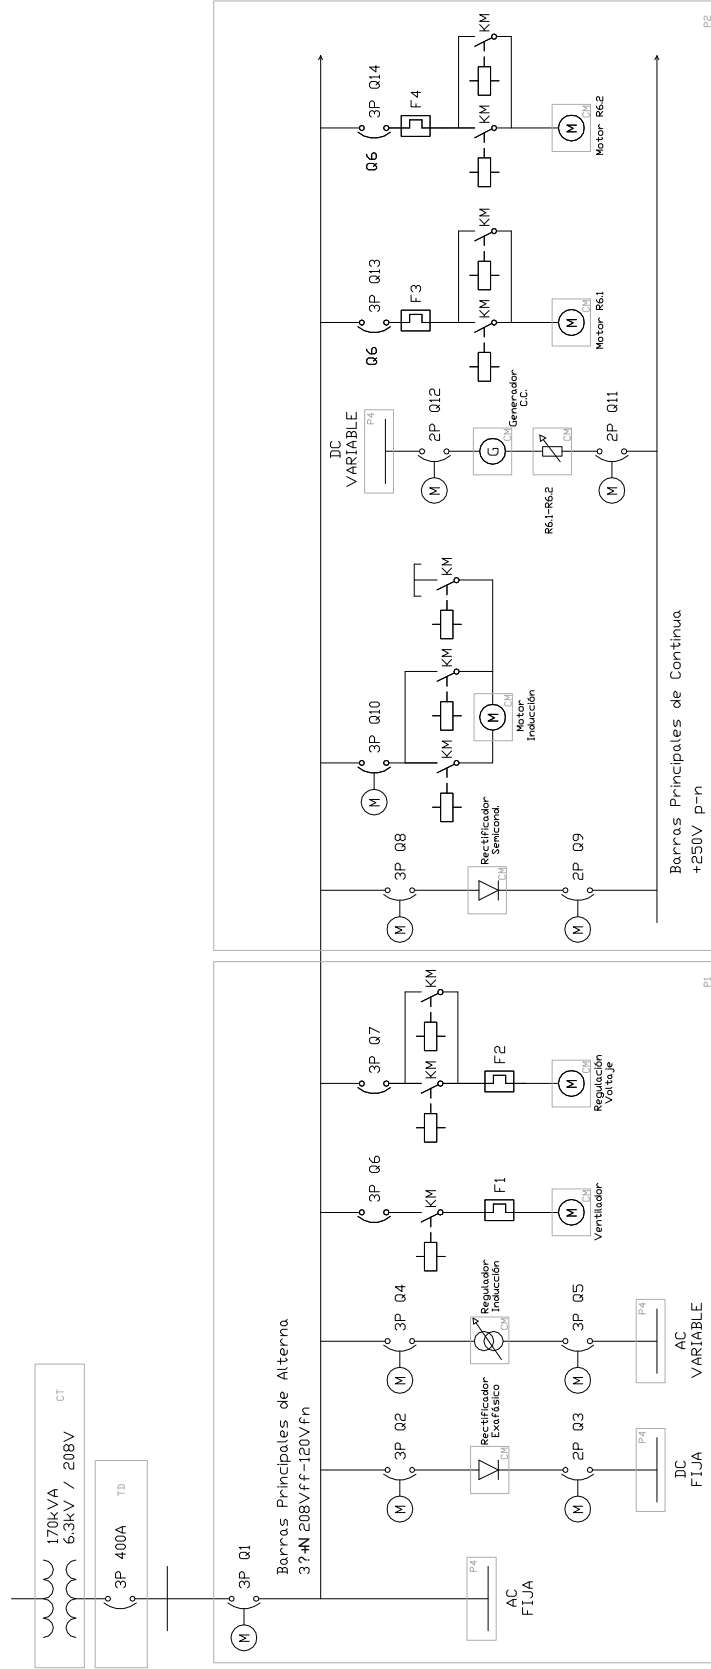 170kVA
6.3kV / 208V
CT
3P 400A
TD
3P Q1
M
Barras Principales de Alterna
3?+N 208Vff-120Vfn
P4
AC
FIJA
3P Q2
M
Rectificador
Exafásico
CM
2P Q3
M
P4
DC
FIJA
3P Q4
M
Regulador
Inducción
CM
3P Q5
M
P4
AC
VARIABLE
3P Q6
KM
F1
M
CM
Ventilador
3P Q7
KM
KM
F2
M
CM
Regulación
Voltaje
P1
3P Q8
M
Rectificador
Semicond.
CM
2P Q9
M
3P Q10
M
KM
KM
KM
M
CM
Motor
Inducción
Barras Principales de Continua
+250V p-n
DC
VARIABLE
P4
2P Q12
M
G
CM
Generador
C.C.
CM
R6.1-R6.2
2P Q11
M
3P Q13
Q6
F3
KM
KM
M
CM
Motor R6.1
3P Q14
Q6
F4
KM
KM
M
CM
Motor R6.2
P2